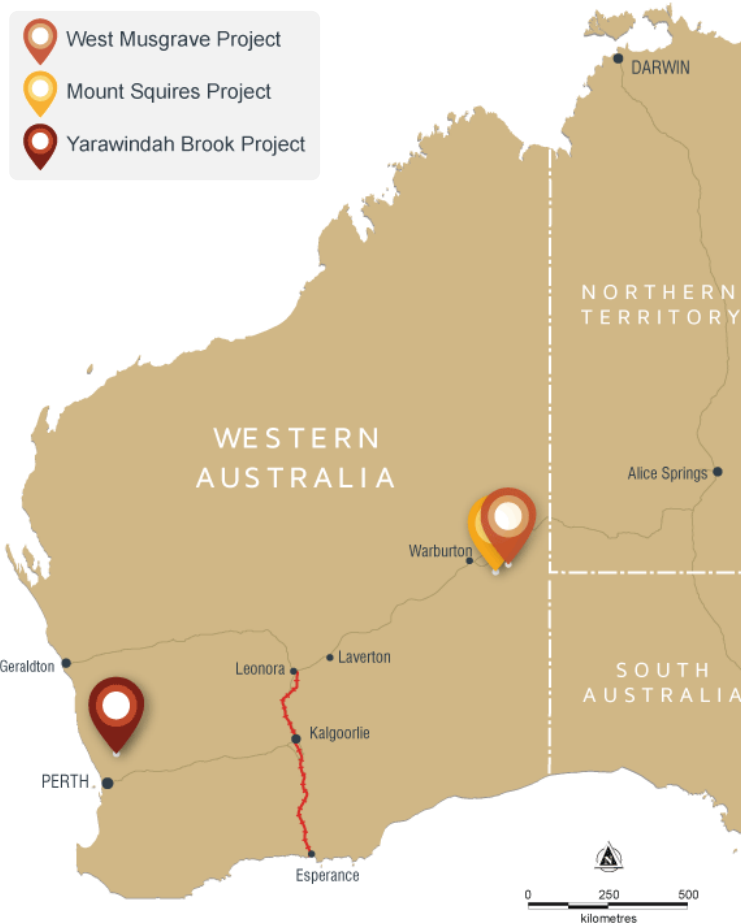 West Musgrave Project
Mount Squires Project
Yarawindah Brook Project
DARWIN
NORTHERN
TERRITORY
WESTERN
AUSTRALIA
Alice Springs
Warburton
Geraldton
Leonora
Laverton
SOUTH
AUSTRALIA
Kalgoorlie
PERTH
Esperance
N
0 250 500
kilometres